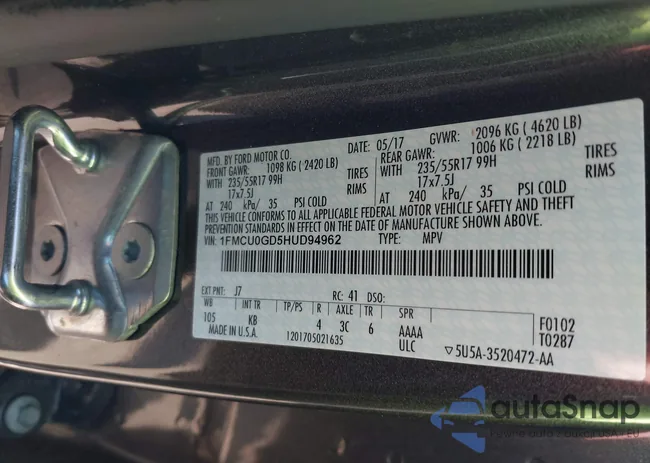 MFD. BY FORD MOTOR CO.
DATE: 05/17 GVWR: 2096 KG ( 4620 LB)
FRONT GAWR: 1098 KG ( 2420 LB) REAR GAWR: 1006 KG ( 2218 LB)
WITH 235/55R17 99H TIRES WITH 235/55R17 99H TIRES
17x7.5J RIMS 17x7.5J RIMS
AT 240 kPa/ 35 PSI COLD AT 240 kPa/ 35 PSI COLD
THIS VEHICLE CONFORMS TO ALL APPLICABLE FEDERAL MOTOR VEHICLE SAFETY AND THEFT
PREVENTION STANDARDS IN EFFECT ON THE DATE OF MANUFACTURE SHOWN ABOVE.
VIN: 1FMCU0GD5HUD94962 TYPE: MPV
EXT PNT: J7 RC: 41 DSO:
WB INT TR TP/PS R AXLE TR SPR
105 KB 4 3C 6 AAAA F0102
MADE IN U.S.A. 1201705021635 ULC T0287
5U5A-3520472-AA
autoSnap